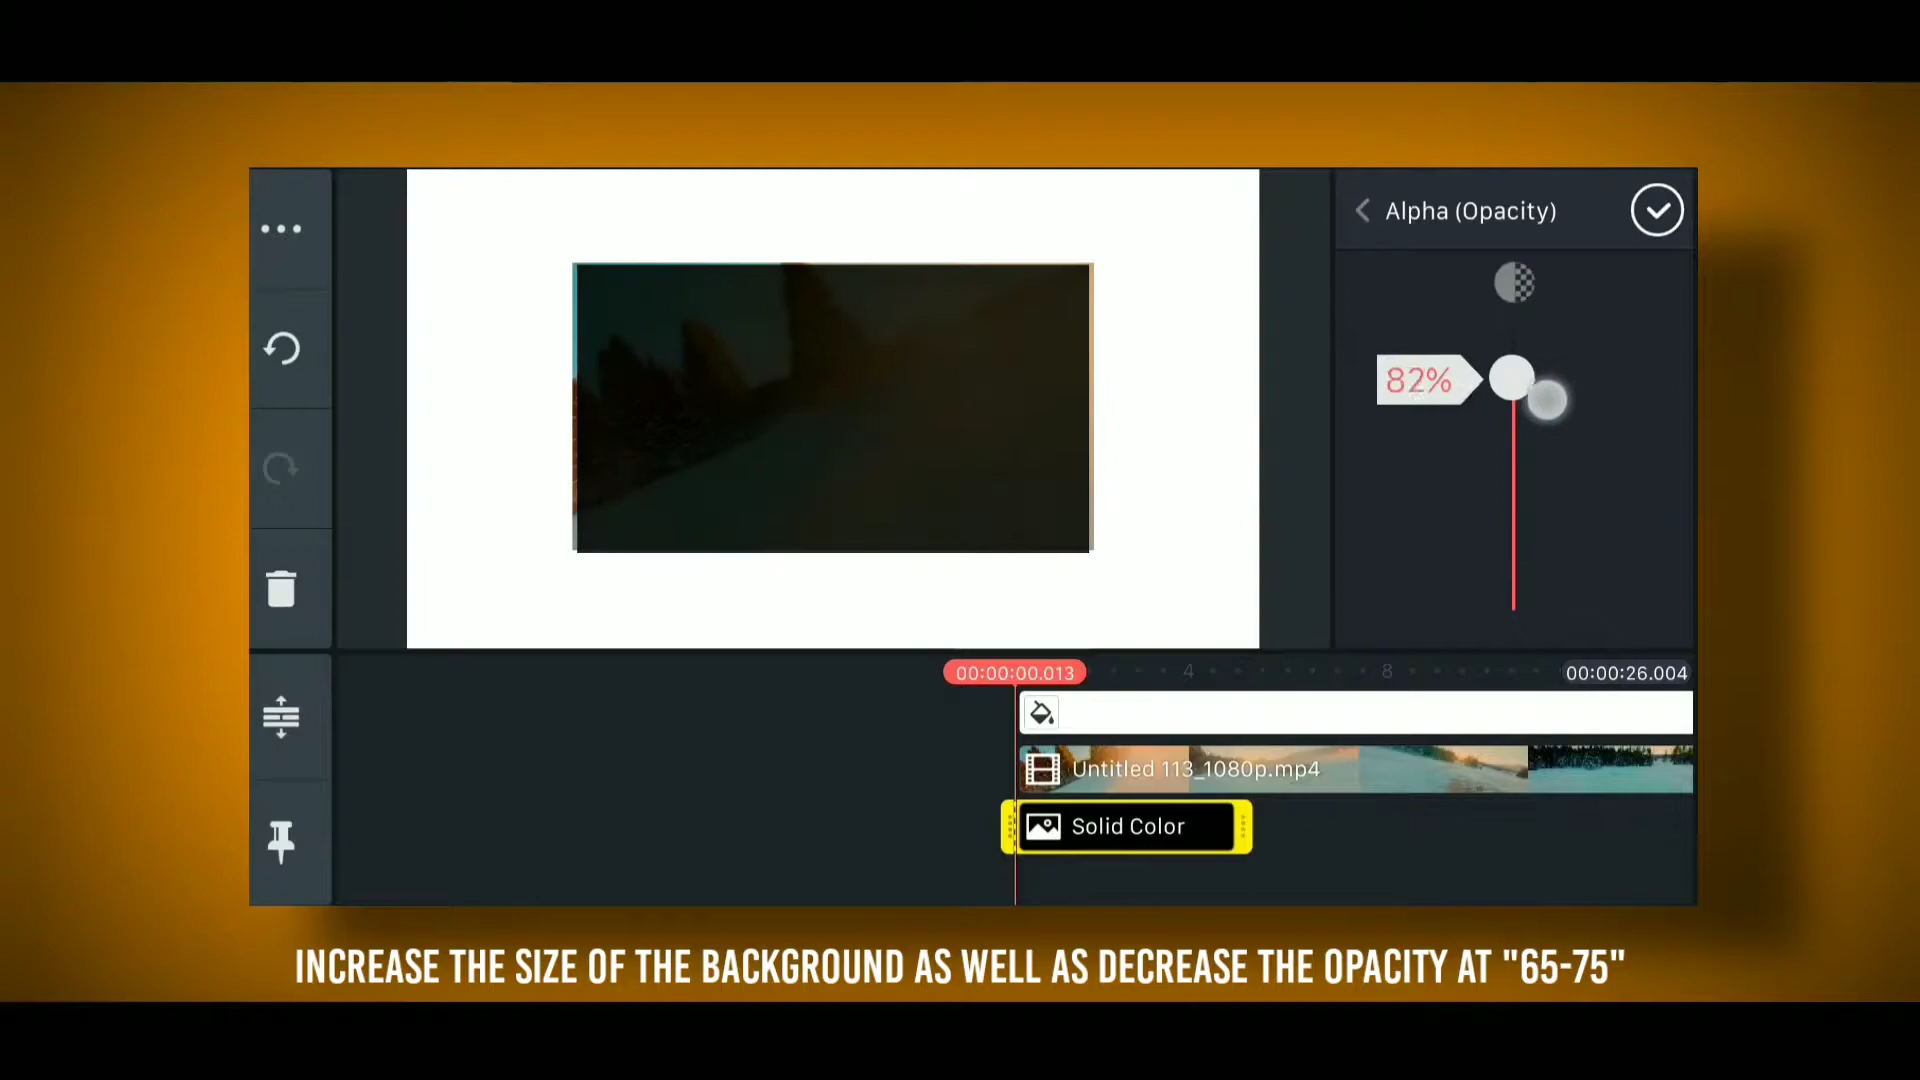 Alpha (Opacity)
82%
00:00:00.013
4
8
00:00:26.004
Untitled 113_1080p.mp4
Solid Color
INCREASE THE SIZE OF THE BACKGROUND AS WELL AS DECREASE THE OPACITY AT "65-75"